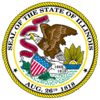 SEAL OF THE STATE OF ILLINOIS
AUG. 26TH 1818